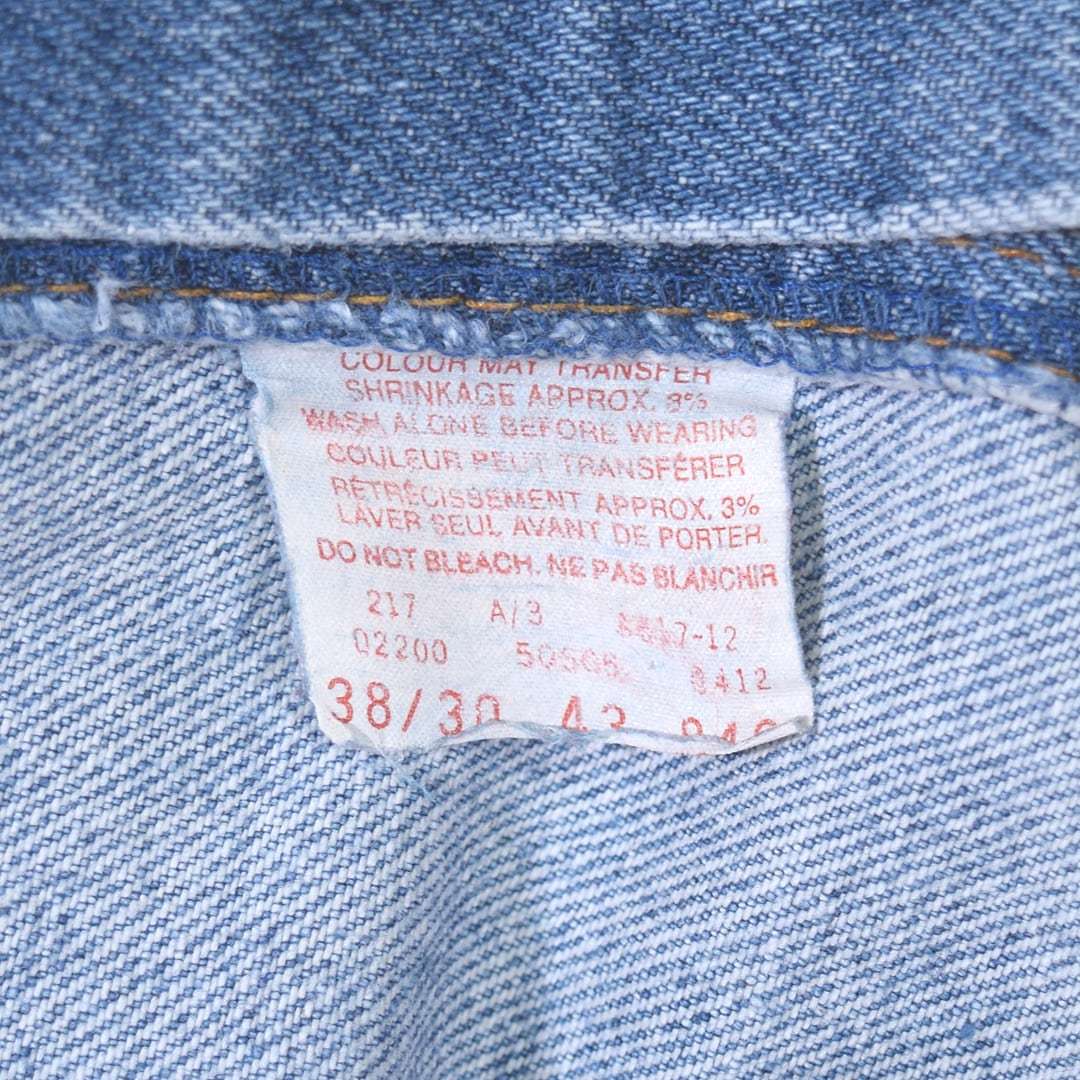 COLOUR MAY TRANSFER
SHRINKAGE APPROX. 3%
WASH ALONE BEFORE WEARING
COULEUR PEUT TRANSFÉRER
RÉTRÉCISSEMENT APPROX. 3%
LAVER SEUL AVANT DE PORTER.
DO NOT BLEACH. NE PAS BLANCHIR
217 A/3
02200
38/30 43